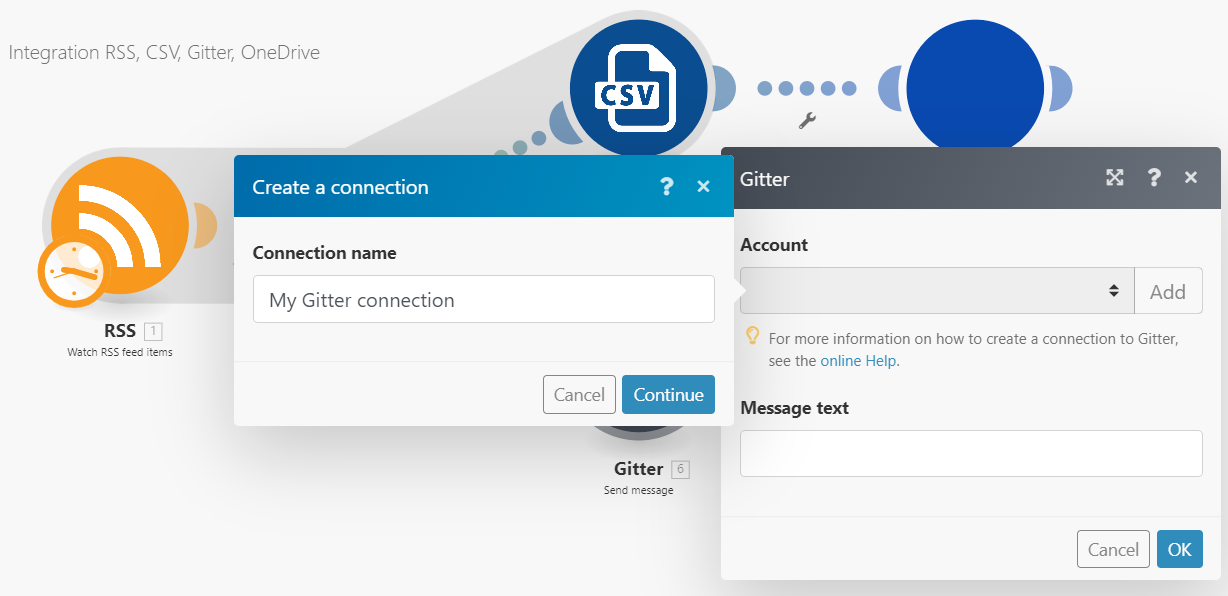 Integration RSS, CSV, Gitter, OneDrive
CSV
RSS 1
Watch RSS feed items
Create a connection ? ×
Connection name
My Gitter connection
Cancel Continue
Gitter 6
Send message
Gitter ? ×
Account
Add
For more information on how to create a connection to Gitter,
see the online Help.
Message text
Cancel OK